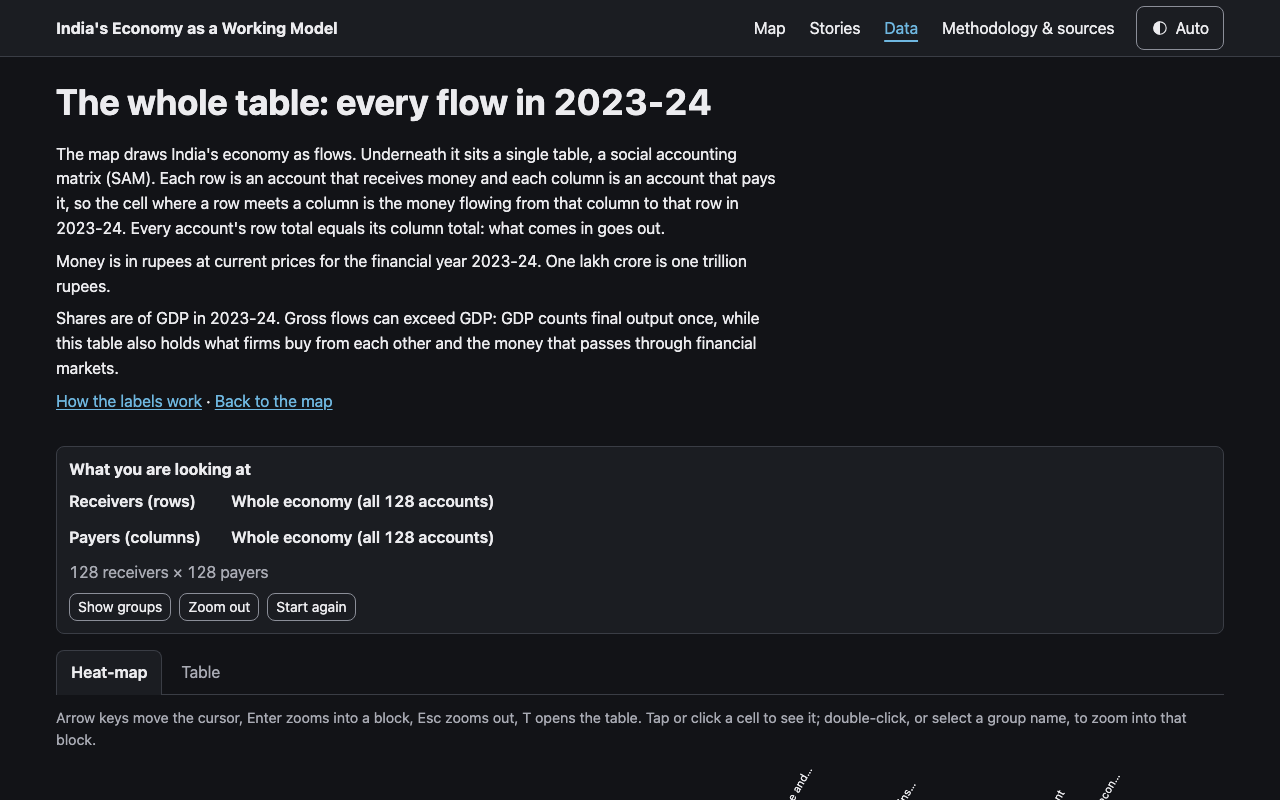 India's Economy as a Working Model
Map Stories Data Methodology & sources Auto
The whole table: every flow in 2023-24
The map draws India's economy as flows. Underneath it sits a single table, a social accounting
matrix (SAM). Each row is an account that receives money and each column is an account that pays
it, so the cell where a row meets a column is the money flowing from that column to that row in
2023-24. Every account's row total equals its column total: what comes in goes out.
Money is in rupees at current prices for the financial year 2023-24. One lakh crore is one trillion
rupees.
Shares are of GDP in 2023-24. Gross flows can exceed GDP: GDP counts final output once, while
this table also holds what firms buy from each other and the money that passes through financial
markets.
How the labels work · Back to the map
What you are looking at
Receivers (rows) Whole economy (all 128 accounts)
Payers (columns) Whole economy (all 128 accounts)
128 receivers × 128 payers
Show groups Zoom out Start again
Heat-map Table
Arrow keys move the cursor, Enter zooms into a block, Esc zooms out, T opens the table. Tap or click a cell to see it; double-click, or select a group name, to zoom into that
block.